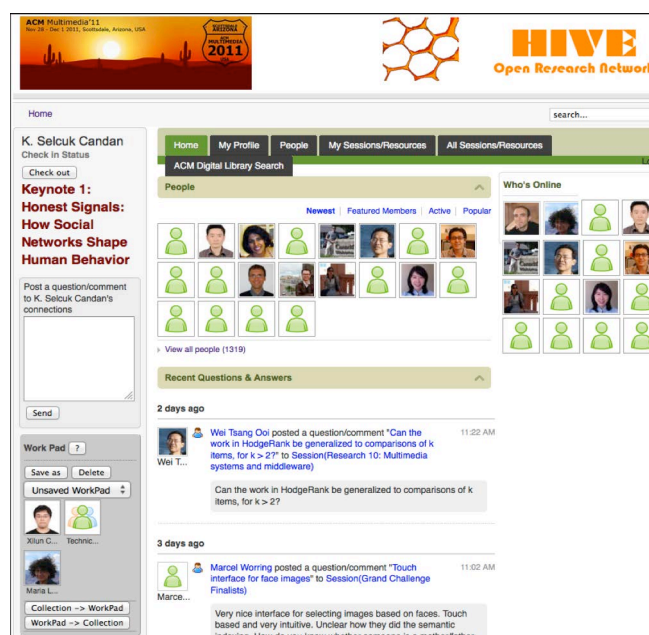 ACM Multimedia'11
Nov 28 - Dec 1 2011, Scottsdale, Arizona, USA
ARIZONA
ACM
MULTIMEDIA
2011
HIVE
Open Research Network
Home
search...
K. Selcuk Candan
Check in Status
Check out
Keynote 1:
Honest Signals:
How Social
Networks Shape
Human Behavior
Post a question/comment
to K. Selcuk Candan's
connections
Send
Work Pad ?
Save as Delete
Unsaved WorkPad
Xilun C... Technic...
Maria L...
Collection -> WorkPad
WorkPad -> Collection
Home My Profile People My Sessions/Resources All Sessions/Resources
ACM Digital Library Search
People
Newest | Featured Members | Active | Popular
View all people (1319)
Recent Questions & Answers
2 days ago
Wei T...
Wei Tsang Ooi posted a question/comment "Can the 11:22 AM
work in HodgeRank be generalized to comparisons of k
items, for k > 2?" to Session(Research 10: Multimedia
systems and middleware)
Can the work in HodgeRank be generalized to comparisons of k
items, for k > 2?
3 days ago
Marce...
Marcel Worring posted a question/comment "Touch 11:02 AM
interface for face images" to Session(Grand Challenge
Finalists)
Very nice interface for selecting images based on faces. Touch
based and very intuitive. Unclear how they did the semantic
Who's Online